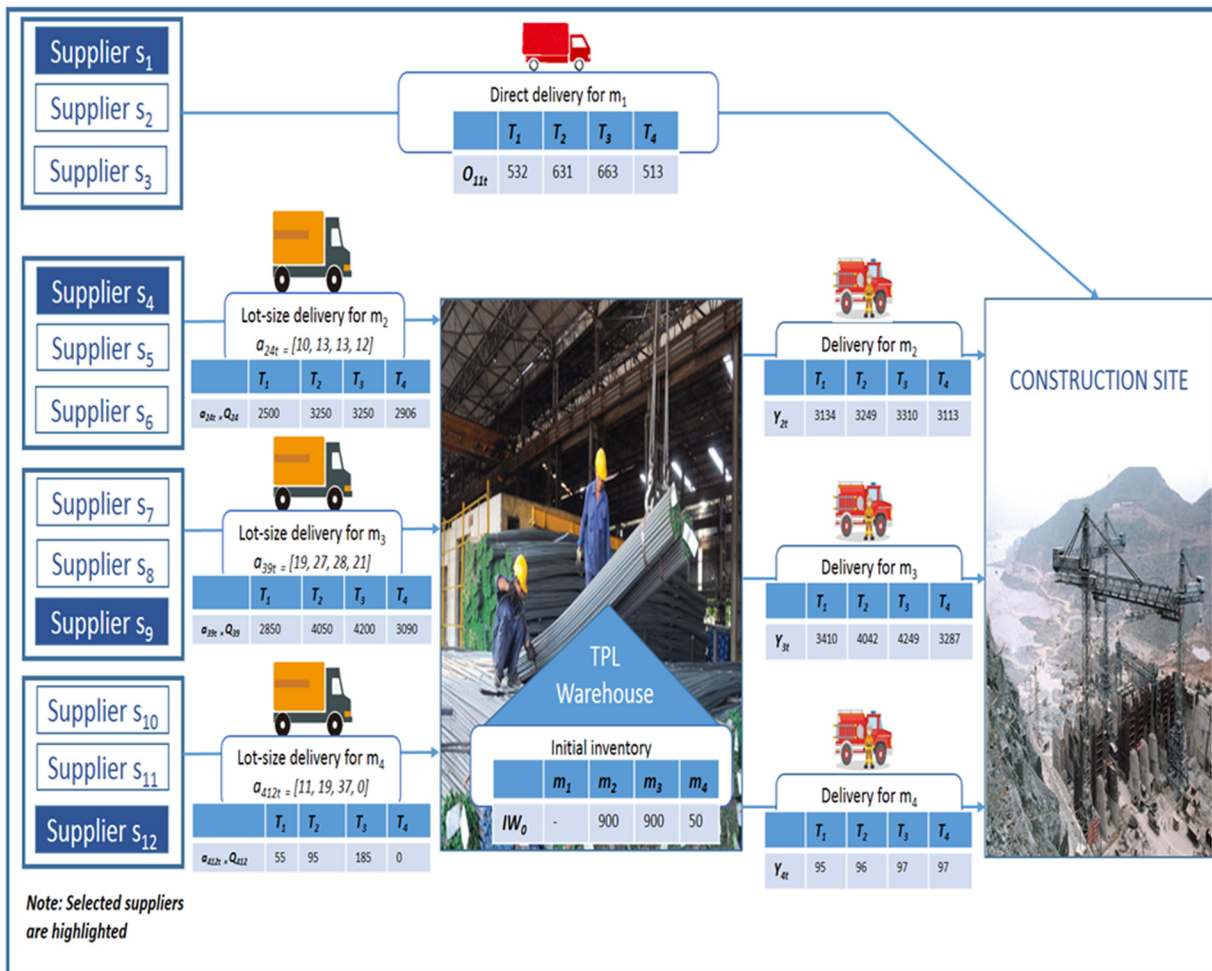 Supplier s1
Supplier s2
Supplier s3
Direct delivery for m1
T1 T2 T3 T4
O11t 532 631 663 513
Supplier s4
Supplier s5
Supplier s6
Lot-size delivery for m2
a24t = [10, 13, 13, 12]
T1 T2 T3 T4
a24t × Q24 2500 3250 3250 2906
Supplier s7
Supplier s8
Supplier s9
Lot-size delivery for m3
a39t = [19, 27, 28, 21]
T1 T2 T3 T4
a39t × Q39 2850 4050 4200 3090
Supplier s10
Supplier s11
Supplier s12
Lot-size delivery for m4
a412t = [11, 19, 37, 0]
T1 T2 T3 T4
a412t × Q412 55 95 185 0
Note: Selected suppliers
are highlighted
TPL
Warehouse
Initial inventory
m1 m2 m3 m4
IW0 - 900 900 50
Delivery for m2
T1 T2 T3 T4
Y2t 3134 3249 3310 3113
Delivery for m3
T1 T2 T3 T4
Y3t 3410 4042 4249 3287
Delivery for m4
T1 T2 T3 T4
Y4t 95 96 97 97
CONSTRUCTION SITE